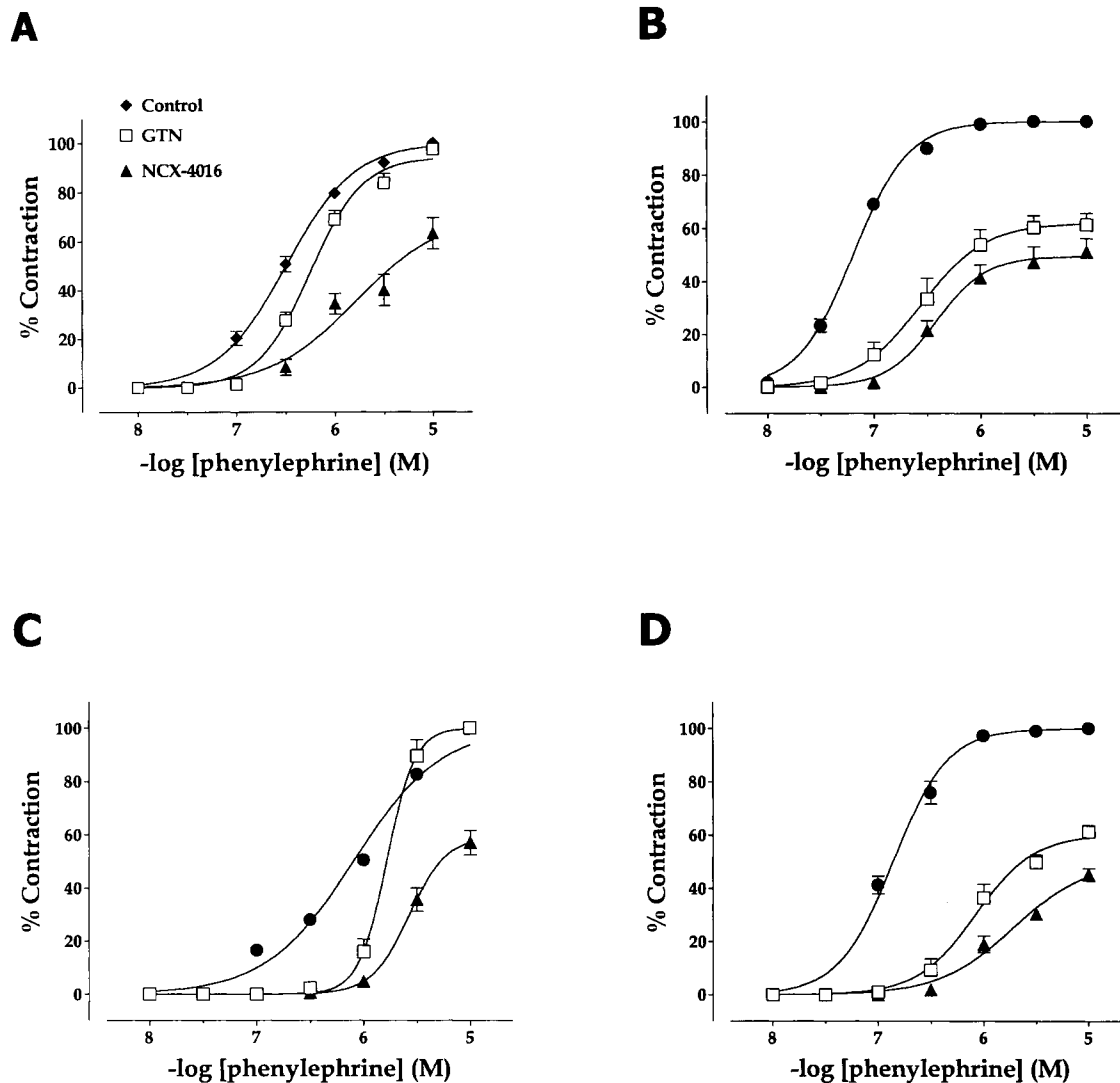 A
B
Control
GTN
NCX-4016
100
80
60
40
20
0
% Contraction
8
7
6
5
-log [phenylephrine] (M)
100
80
60
40
20
0
% Contraction
8
7
6
5
-log [phenylephrine] (M)
C
D
100
80
60
40
20
0
% Contraction
8
7
6
5
-log [phenylephrine] (M)
100
80
60
40
20
0
% Contraction
8
7
6
5
-log [phenylephrine] (M)